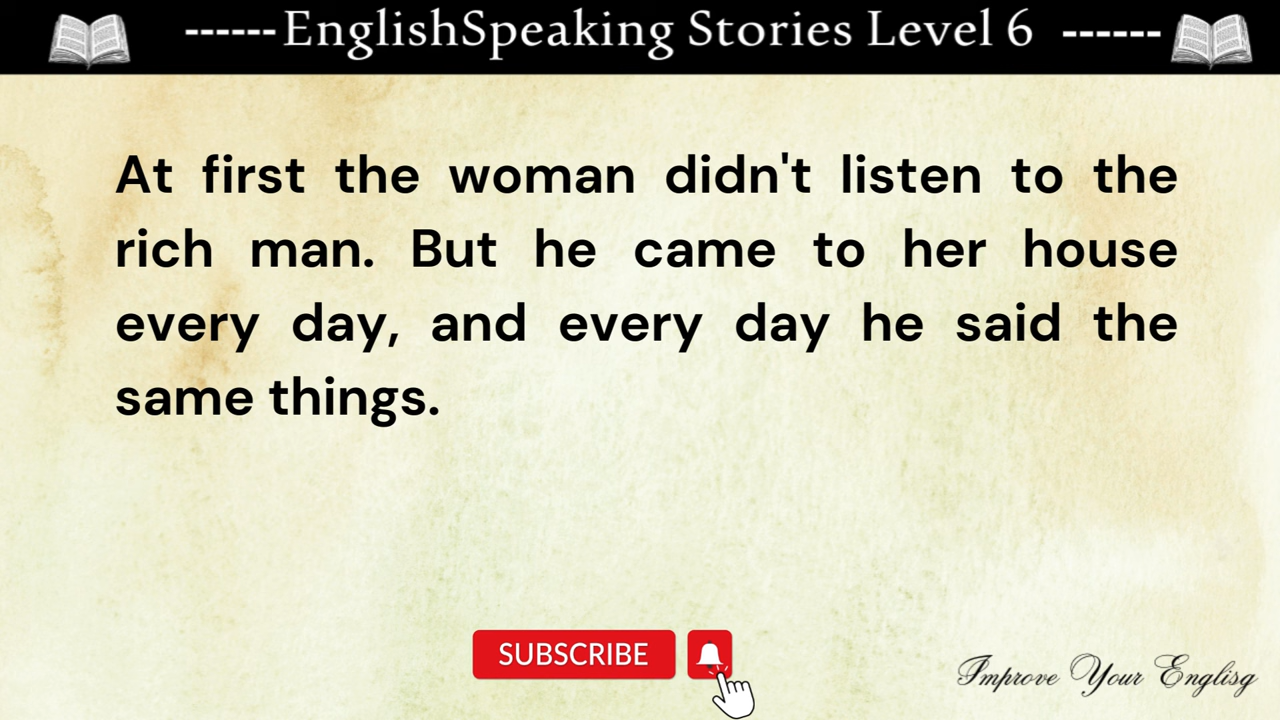 ------EnglishSpeaking Stories Level 6 ------
At first the woman didn't listen to the
rich man. But he came to her house
every day, and every day he said the
same things.
SUBSCRIBE
Improve Your Englisg